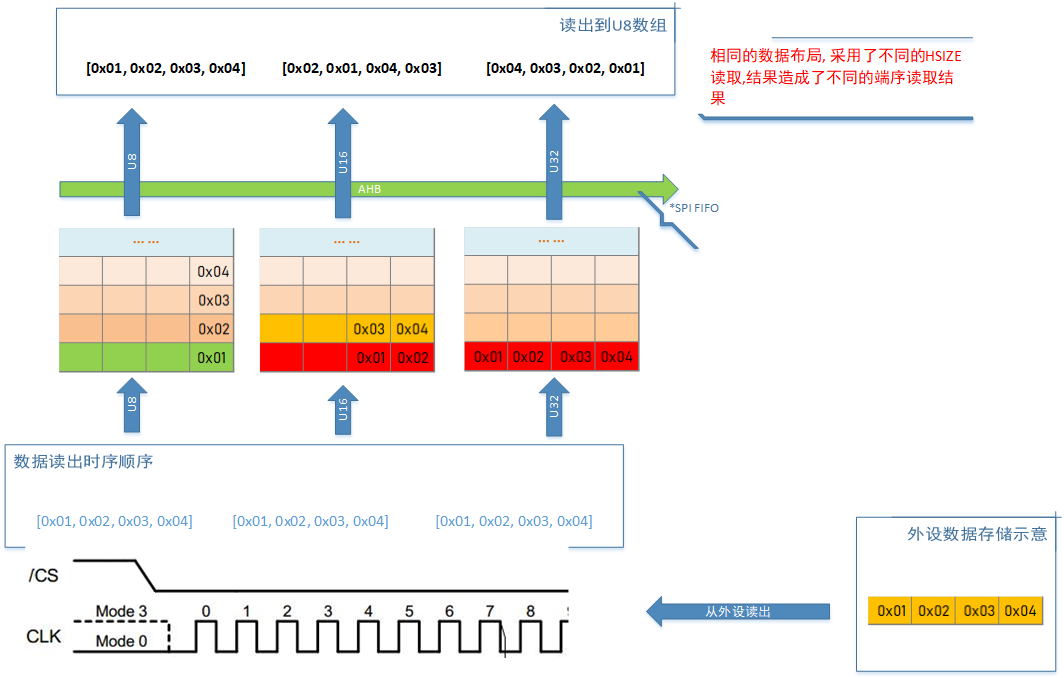 读出到U8数组
[0x01, 0x02, 0x03, 0x04] [0x02, 0x01, 0x04, 0x03] [0x04, 0x03, 0x02, 0x01]
相同的数据布局, 采用了不同的HSIZE
读取,结果造成了不同的端序读取结
果
U8 U16 U32
AHB
*SPI FIFO
... ... ... ... ... ...
0x04
0x03
0x02 0x03 0x04
0x01 0x01 0x02 0x01 0x02 0x03 0x04
U8 U16 U32
数据读出时序顺序
[0x01, 0x02, 0x03, 0x04] [0x01, 0x02, 0x03, 0x04] [0x01, 0x02, 0x03, 0x04]
外设数据存储示意
0x01 0x02 0x03 0x04
从外设读出
/CS
Mode 3 0 1 2 3 4 5 6 7 8
CLK
Mode 0